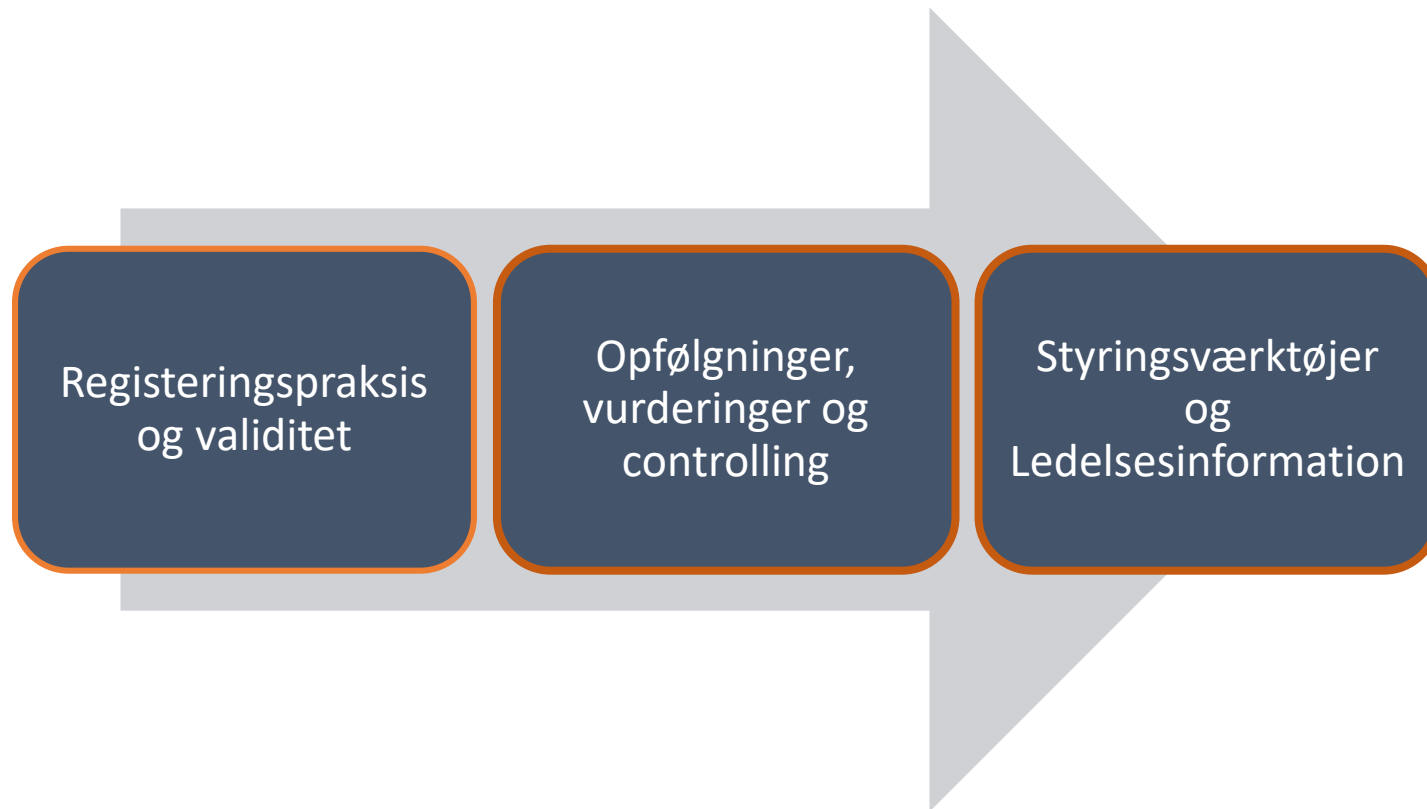 Registeringspraksis
og validitet
Opfølgninger,
vurderinger og
controlling
Styringsværktøjer
og
Ledelsesinformation